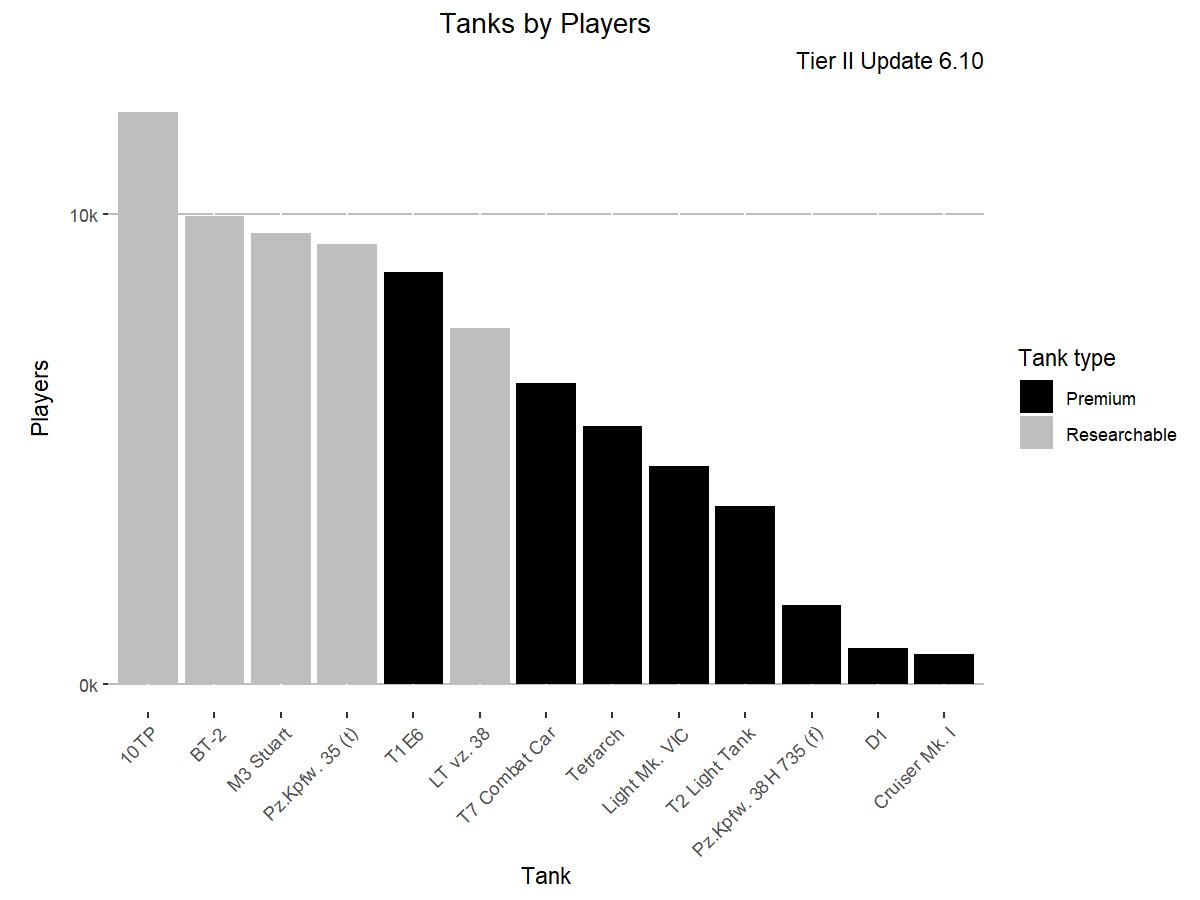 Tanks by Players
Tier II Update 6.10
Players
10k
0k
10TP
BT-2
M3 Stuart
Pz.Kpfw. 35 (t)
T1E6
LT vz. 38
T7 Combat Car
Tetrarch
Light Mk. VIC
T2 Light Tank
Pz.Kpfw. 38H 735 (f)
D1
Cruiser Mk. I
Tank
Tank type
Premium
Researchable